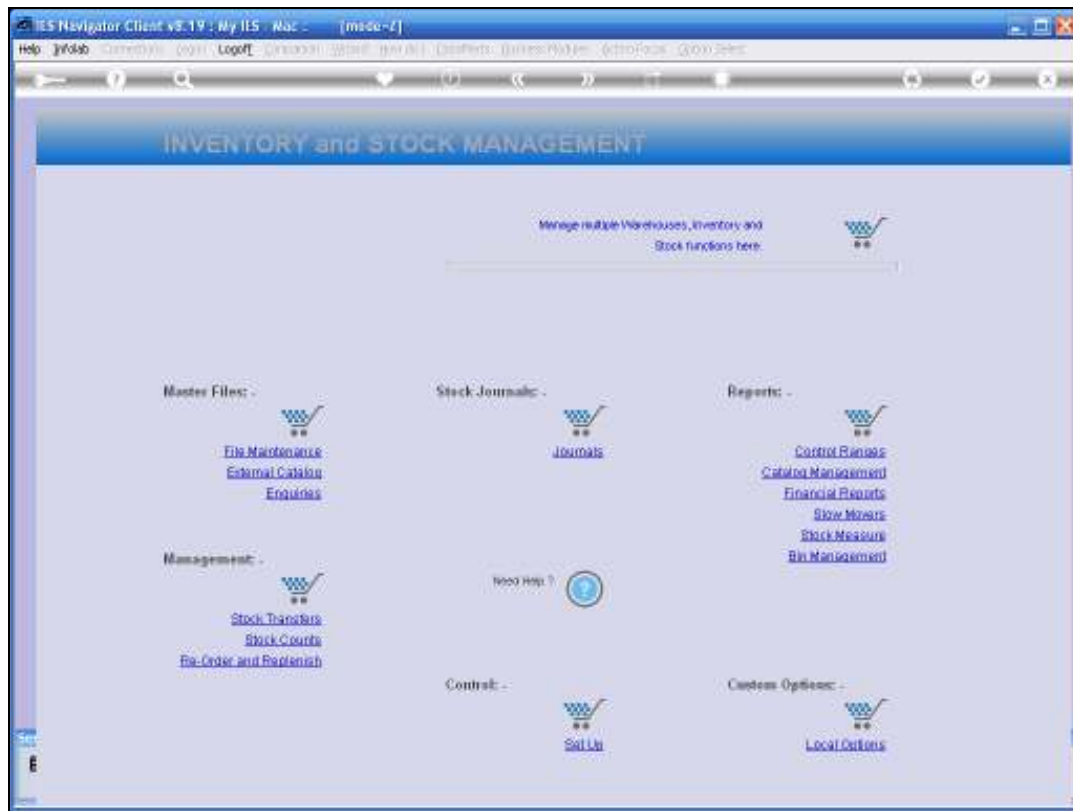 IES Navigator Client v8.19 : My IES - Mac : [mode-Z]
Help Infolab Logoff
INVENTORY and STOCK MANAGEMENT
Manage multiple Warehouses, Inventory and
Stock functions here.
Master Files: -
File Maintenance
External Catalog
Enquiries
Stock Journals: -
Journals
Reports: -
Control Ranges
Catalog Management
Financial Reports
Slow Movers
Stock Measure
Bin Management
Management: -
Stock Transfers
Stock Counts
Re-Order and Replenish
Need Help ?
Control: -
Set Up
Custom Options: -
Local Options